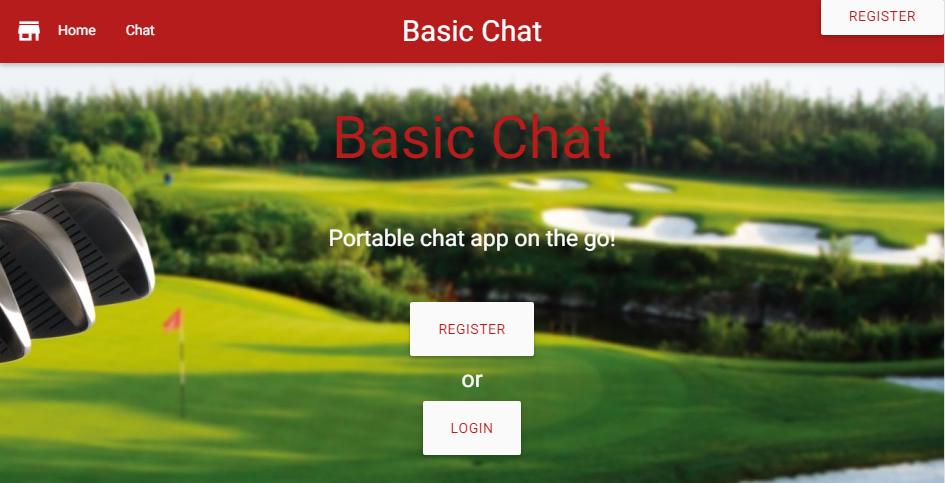 Home Chat Basic Chat REGISTER
Basic Chat
Portable chat app on the go!
REGISTER
or
LOGIN